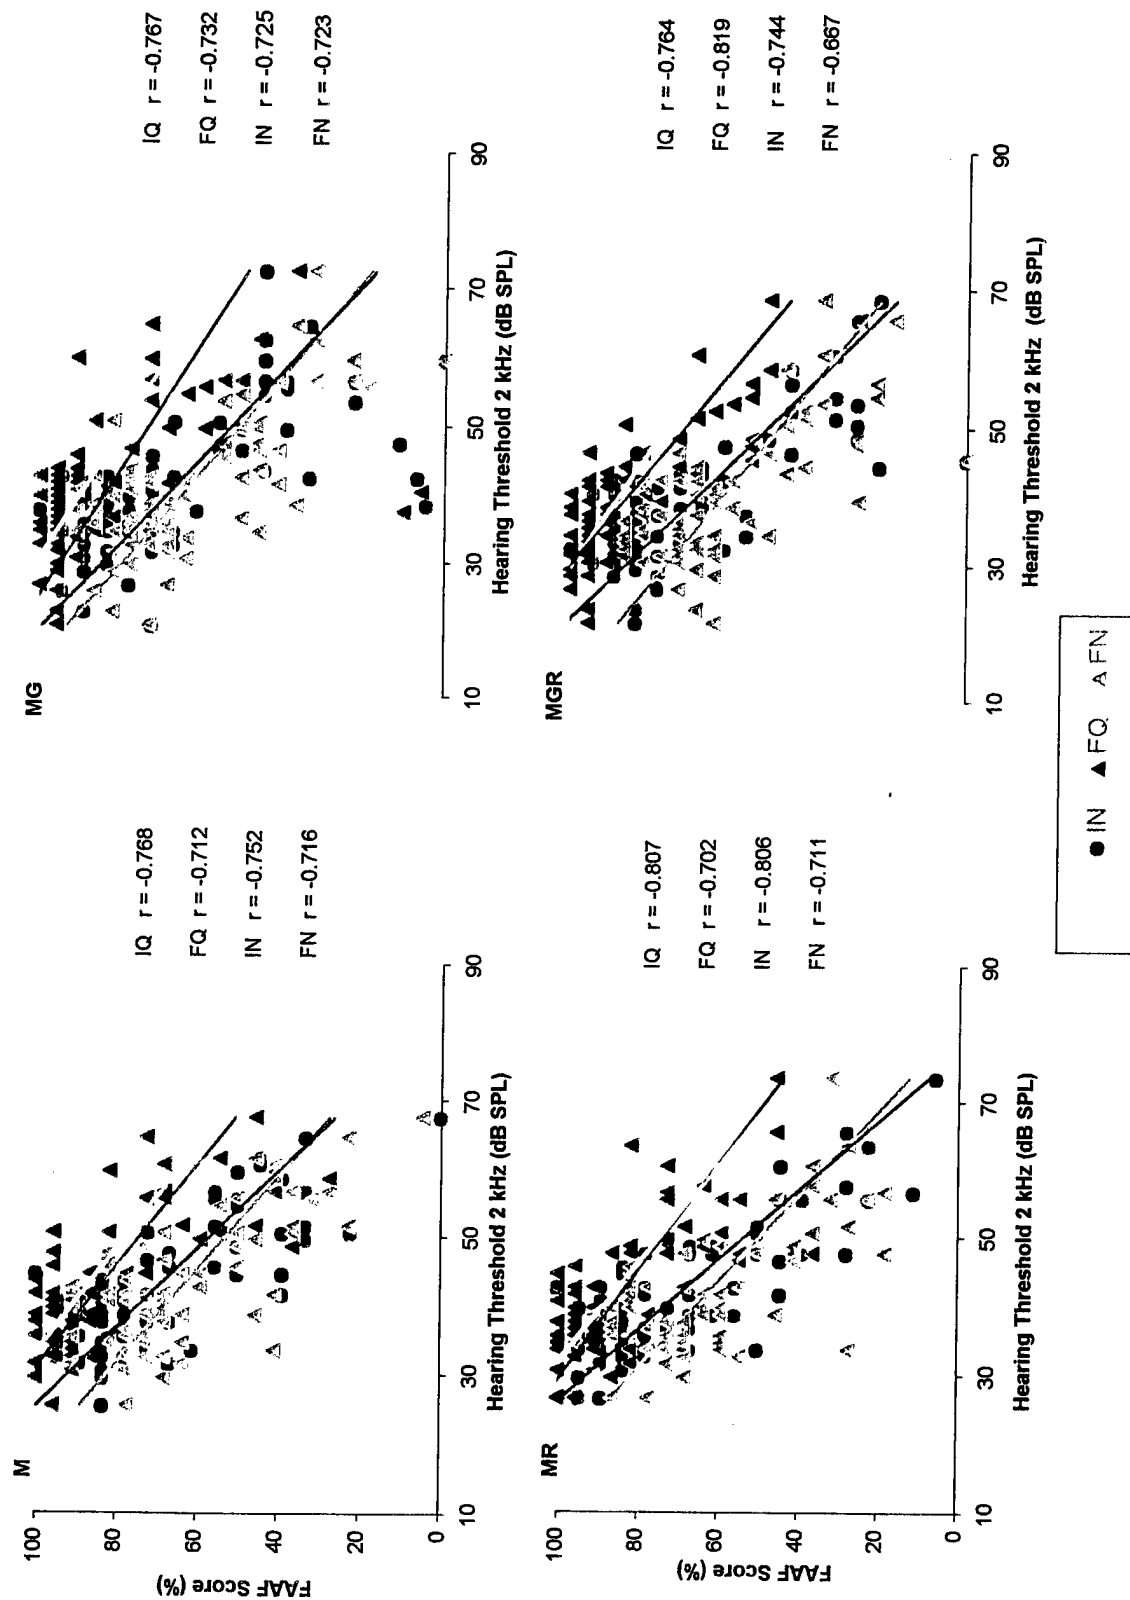 M
FAAF Score (%)
100
80
60
40
20
0
10
30
50
70
90
Hearing Threshold 2 kHz (dB SPL)
IQ r = -0.768
FQ r = -0.712
IN r = -0.752
FN r = -0.716
MG
10
30
50
70
90
Hearing Threshold 2 kHz (dB SPL)
IQ r = -0.767
FQ r = -0.732
IN r = -0.725
FN r = -0.723
MR
FAAF Score (%)
100
80
60
40
20
0
10
30
50
70
90
Hearing Threshold 2 kHz (dB SPL)
IQ r = -0.807
FQ r = -0.702
IN r = -0.806
FN r = -0.711
MGR
10
30
50
70
90
Hearing Threshold 2 kHz (dB SPL)
IQ r = -0.764
FQ r = -0.819
IN r = -0.744
FN r = -0.667
IN FQ FN